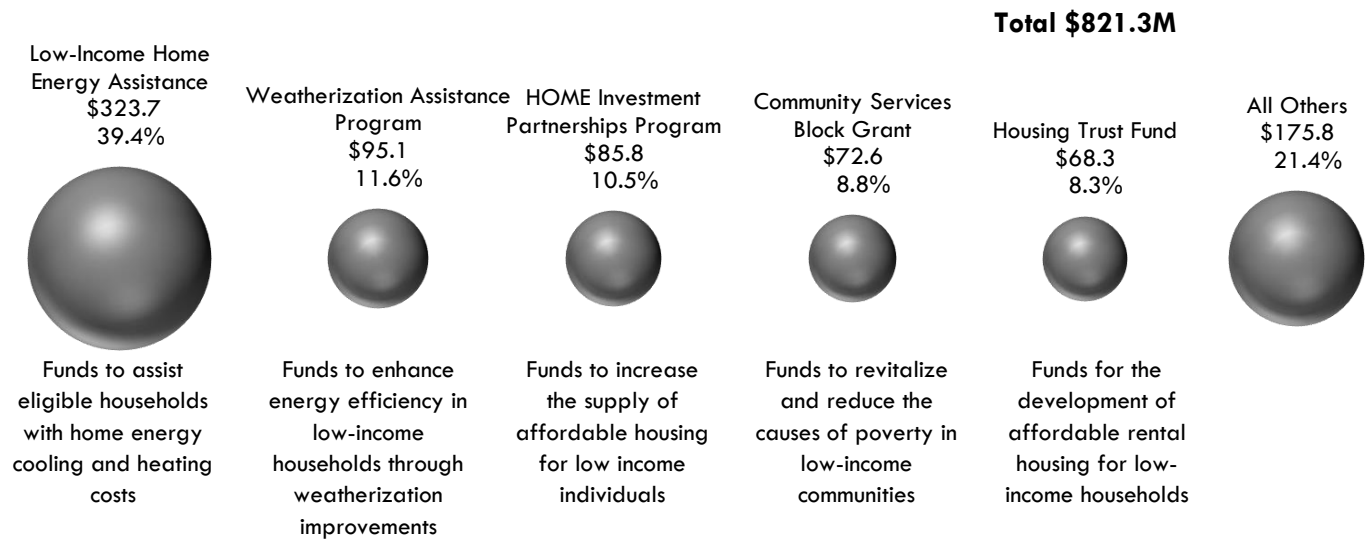 Total $821.3M
Low-Income Home
Energy Assistance
$323.7
39.4%
Weatherization Assistance
Program
$95.1
11.6%
HOME Investment
Partnerships Program
$85.8
10.5%
Community Services
Block Grant
$72.6
8.8%
Housing Trust Fund
$68.3
8.3%
All Others
$175.8
21.4%
Funds to assist
eligible households
with home energy
cooling and heating
costs
Funds to enhance
energy efficiency in
low-income
households through
weatherization
improvements
Funds to increase
the supply of
affordable housing
for low income
individuals
Funds to revitalize
and reduce the
causes of poverty in
low-income
communities
Funds for the
development of
affordable rental
housing for low-
income households